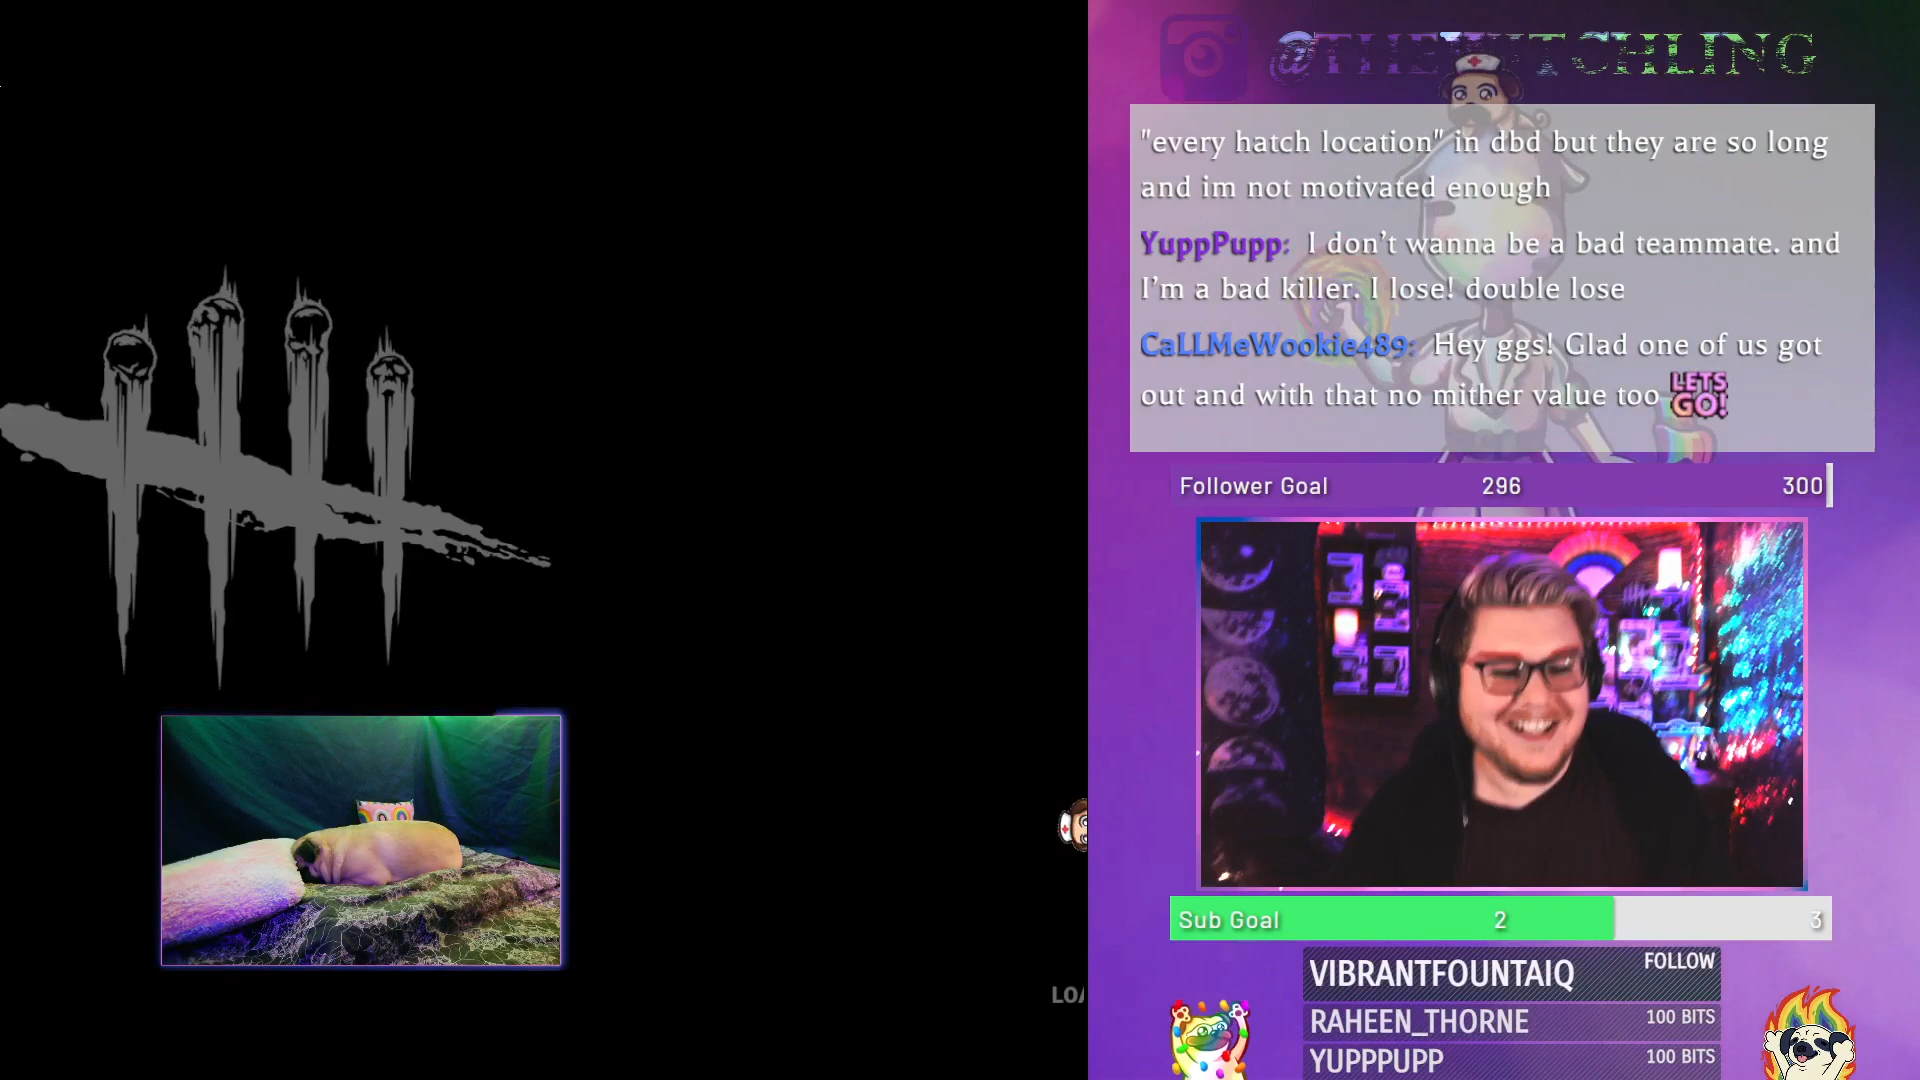 @THEWITCHLING
"every hatch location" in dbd but they are so long
and im not motivated enough
YuppPupp: I don't wanna be a bad teammate. and
I'm a bad killer. I lose! double lose
CaLLMeWookie489: Hey ggs! Glad one of us got
out and with that no mither value too LETS
GO!
Follower Goal 296 300
Sub Goal 2 3
VIBRANTFOUNTAIQ FOLLOW
RAHEEN_THORNE 100 BITS
YUPPPUPP 100 BITS
LOA